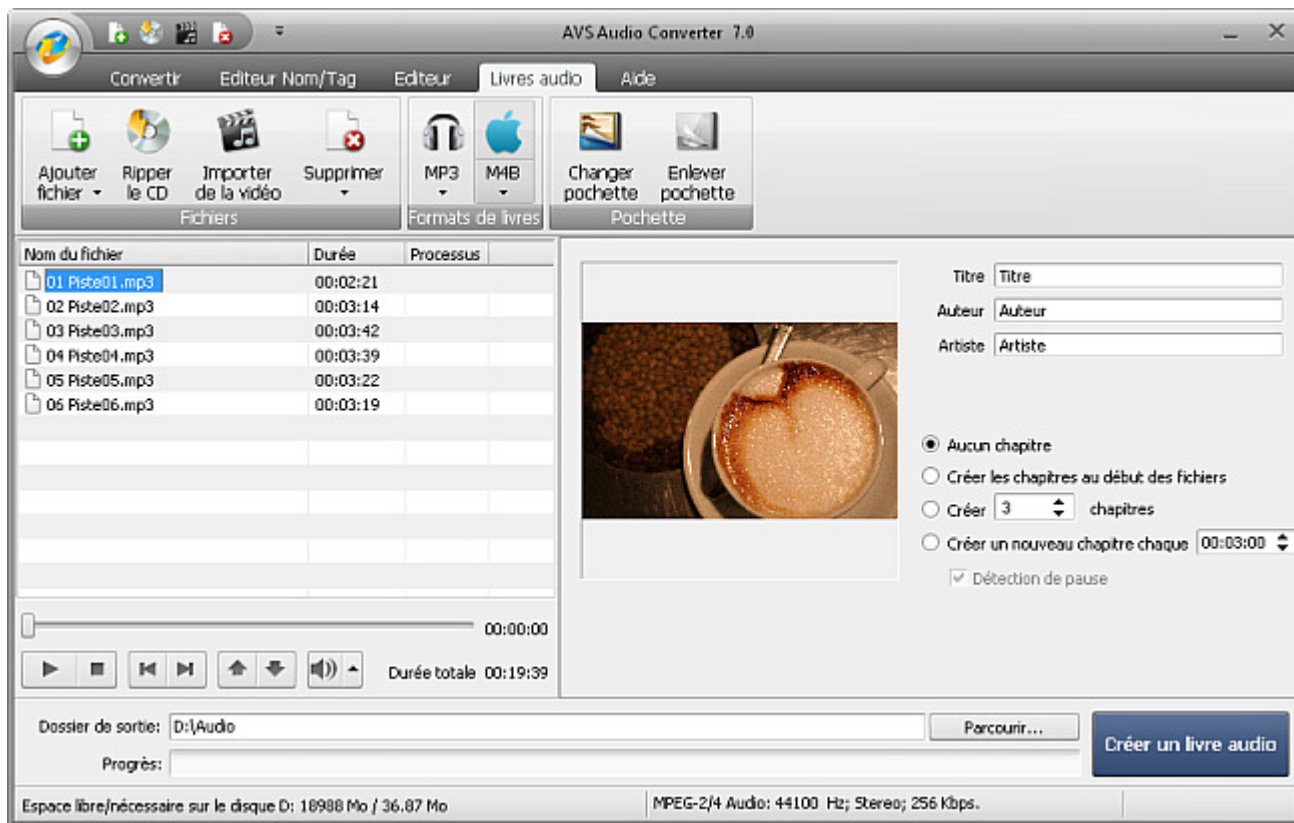 AVS Audio Converter 7.0
Convertir Editeur Nom/Tag Editeur Livres audio Aide
Ajouter fichier
Ripper le CD
Importer de la vidéo
Supprimer
MP3
M4B
Changer pochette
Enlever pochette
Fichiers Formats de livres Pochette
Nom du fichier Durée Processus
01 Piste01.mp3 00:02:21
02 Piste02.mp3 00:03:14
03 Piste03.mp3 00:03:42
04 Piste04.mp3 00:03:39
05 Piste05.mp3 00:03:22
06 Piste06.mp3 00:03:19
00:00:00
Durée totale 00:19:39
Titre Titre
Auteur Auteur
Artiste Artiste
Aucun chapitre
Créer les chapitres au début des fichiers
Créer 3 chapitres
Créer un nouveau chapitre chaque 00:03:00
Détection de pause
Dossier de sortie: D:\Audio Parcourir...
Progrès:
Créer un livre audio
Espace libre/nécessaire sur le disque D: 18988 Mo / 36.87 Mo
MPEG-2/4 Audio: 44100 Hz; Stereo; 256 Kbps.